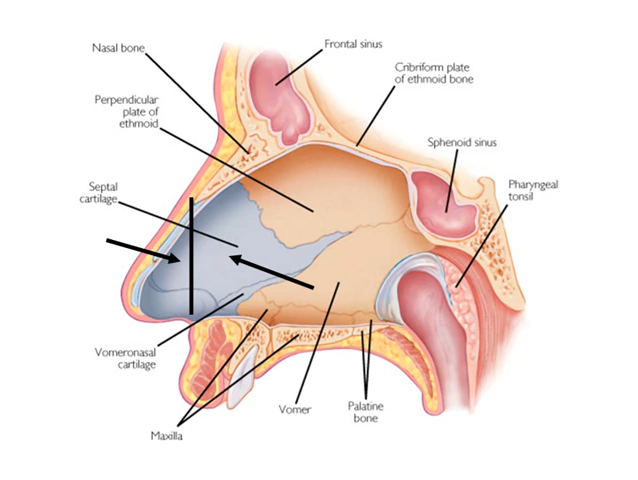 Nasal bone
Frontal sinus
Cribriform plate
of ethmoid bone
Perpendicular
plate of
ethmoid
Sphenoid sinus
Pharyngeal
tonsil
Septal
cartilage
Vomeronasal
cartilage
Maxilla
Vomer
Palatine
bone